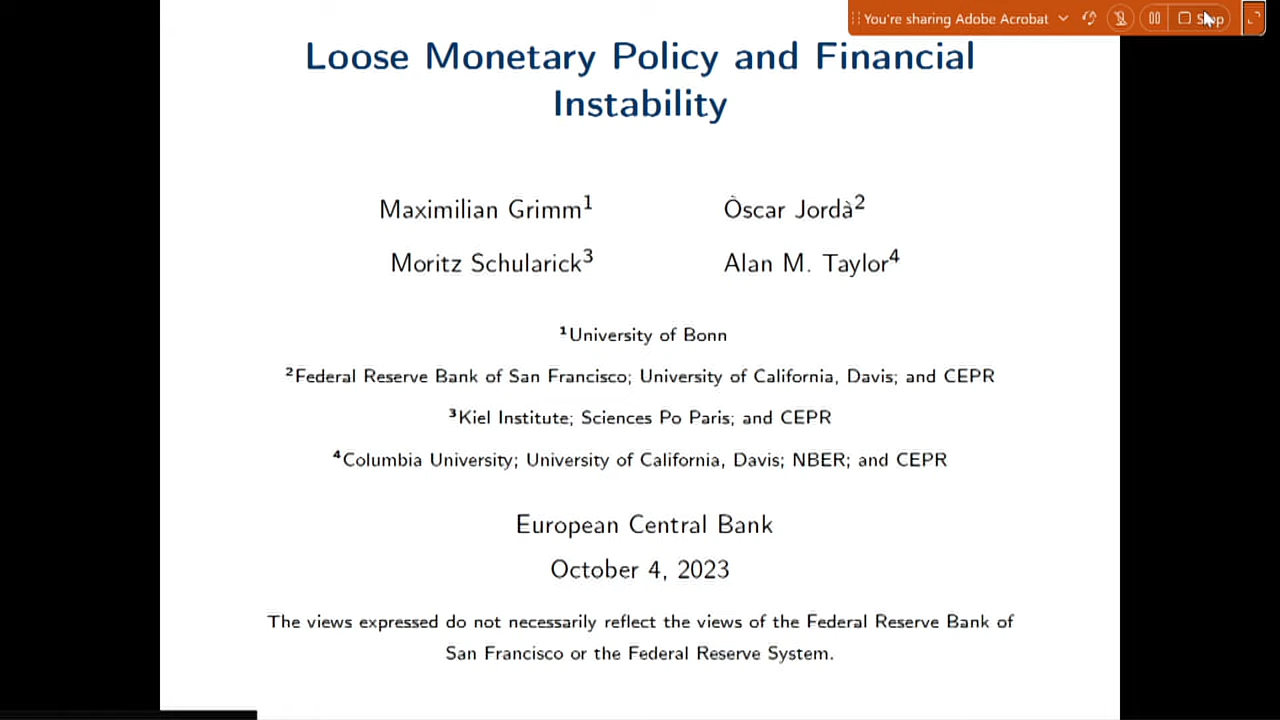 You're sharing Adobe Acrobat
Stop
Loose Monetary Policy and Financial
Instability
Maximilian Grimm¹ Òscar Jordà²
Moritz Schularick³ Alan M. Taylor⁴
¹University of Bonn
²Federal Reserve Bank of San Francisco; University of California, Davis; and CEPR
³Kiel Institute; Sciences Po Paris; and CEPR
⁴Columbia University; University of California, Davis; NBER; and CEPR
European Central Bank
October 4, 2023
The views expressed do not necessarily reflect the views of the Federal Reserve Bank of
San Francisco or the Federal Reserve System.